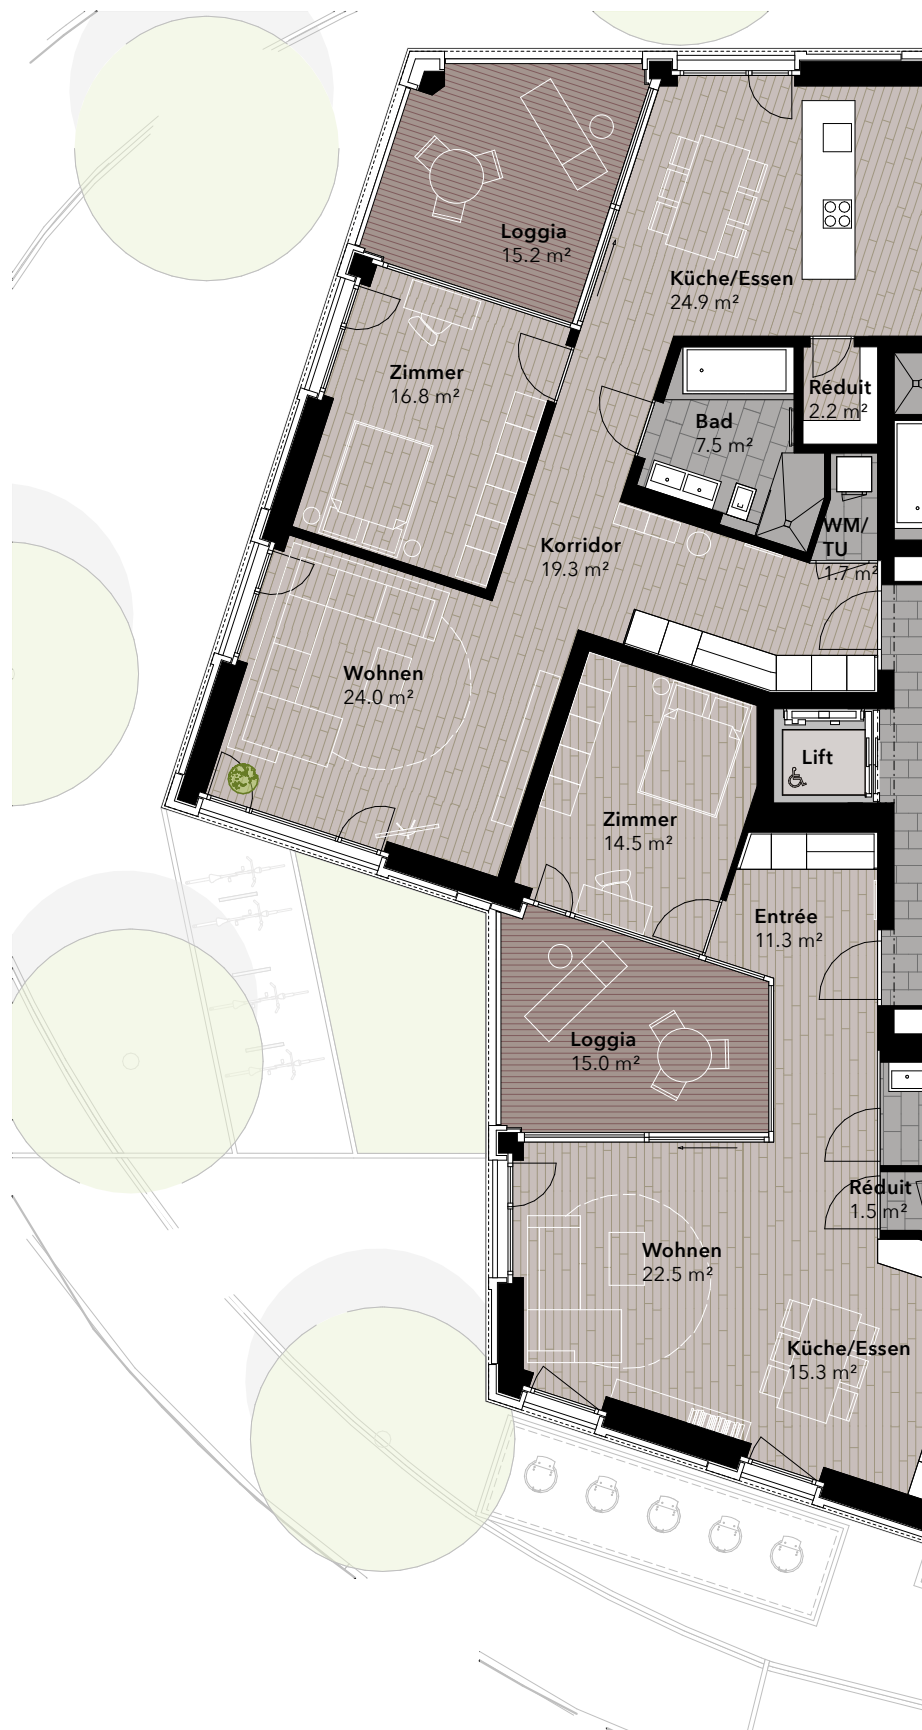 Loggia
15.2 m²
Küche/Essen
24.9 m²
Zimmer
16.8 m²
Réduit
2.2 m²
Bad
7.5 m²
WM/
TU
1.7 m²
Korridor
19.3 m²
Wohnen
24.0 m²
Lift
Zimmer
14.5 m²
Entrée
11.3 m²
Loggia
15.0 m²
Réduit
1.5 m²
Wohnen
22.5 m²
Küche/Essen
15.3 m²